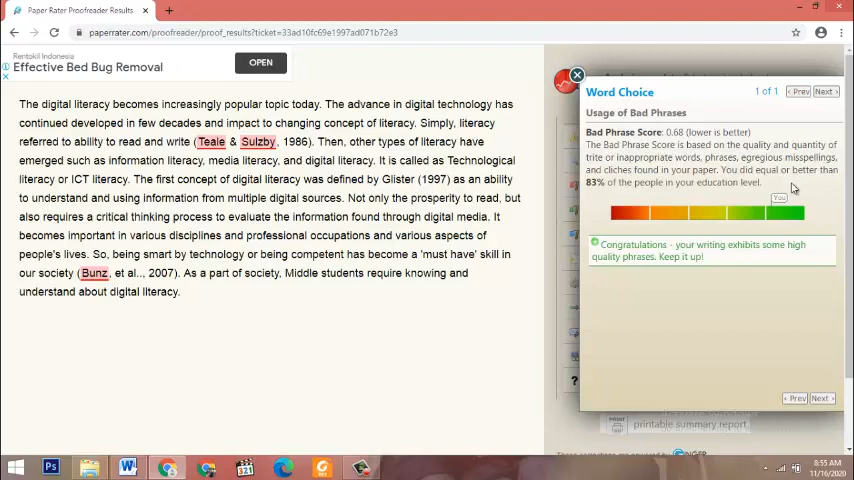 Paper Rater Proofreader Results
paperrater.com/proofreader/proof_results?ticket=33ad10fc69e1997ad071b72e3
Rentokil Indonesia
Effective Bed Bug Removal
OPEN
The digital literacy becomes increasingly popular topic today. The advance in digital technology has
continued developed in few decades and impact to changing concept of literacy. Simply, literacy
referred to ability to read and write (Teale & Sulzby, 1986). Then, other types of literacy have
emerged such as information literacy, media literacy, and digital literacy. It is called as Technological
literacy or ICT literacy. The first concept of digital literacy was defined by Glister (1997) as an ability
to understand and using information from multiple digital sources. Not only the prosperity to read, but
also requires a critical thinking process to evaluate the information found through digital media. It
becomes important in various disciplines and professional occupations and various aspects of
people's lives. So, being smart by technology or being competent has become a 'must have' skill in
our society (Bunz, et al.., 2007). As a part of society, Middle students require knowing and
understand about digital literacy.
Word Choice
1 of 1
‹ Prev
Next ›
Usage of Bad Phrases
Bad Phrase Score: 0.68 (lower is better)
The Bad Phrase Score is based on the quality and quantity of
trite or inappropriate words, phrases, egregious misspellings,
and cliches found in your paper. You did equal or better than
83% of the people in your education level.
You
Congratulations - your writing exhibits some high
quality phrases. Keep it up!
‹ Prev
Next ›
PRINT
printable summary report
GINGER
Ps
W
321
8:55 AM
11/16/2020